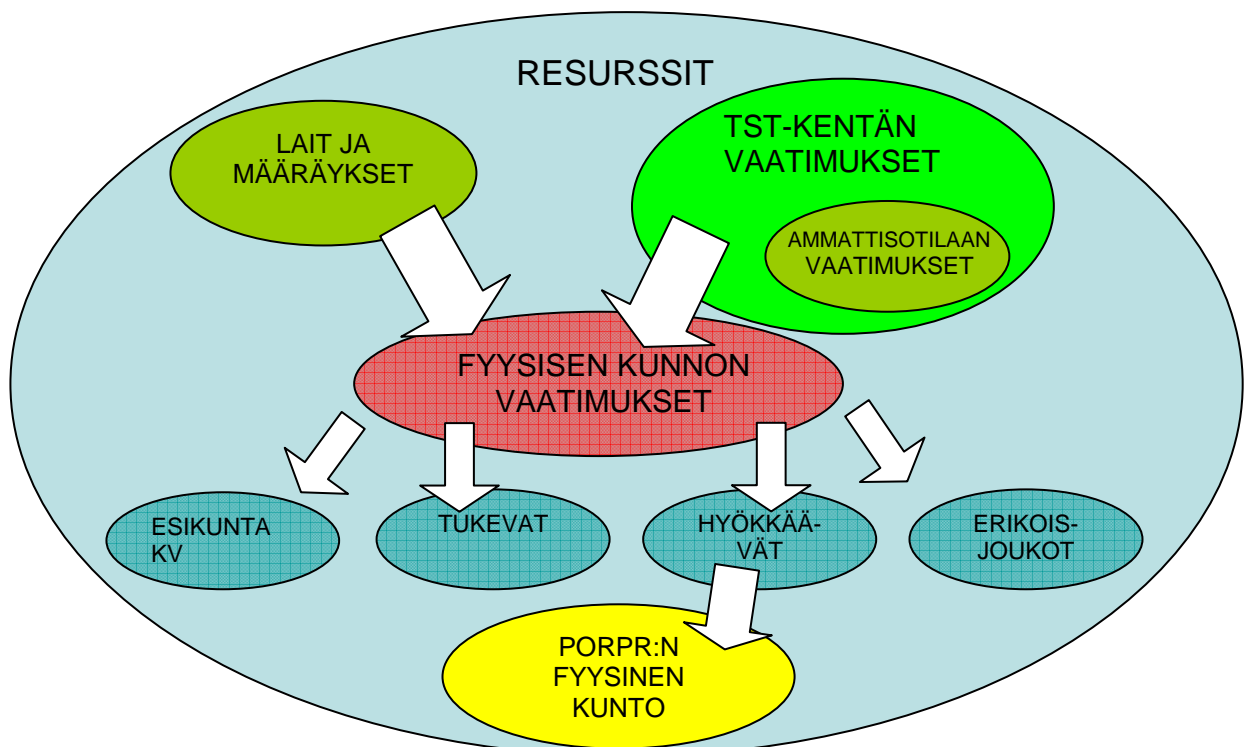 RESURSSIT
LAIT JA
MÄÄRÄYKSET
TST-KENTÄN
VAATIMUKSET
AMMATTISOTILAAN
VAATIMUKSET
FYYSISEN KUNNON
VAATIMUKSET
ESIKUNTA
KV
TUKEVAT
HYÖKKÄÄ-
VÄT
ERIKOIS-
JOUKOT
PORPR:N
FYYSINEN
KUNTO